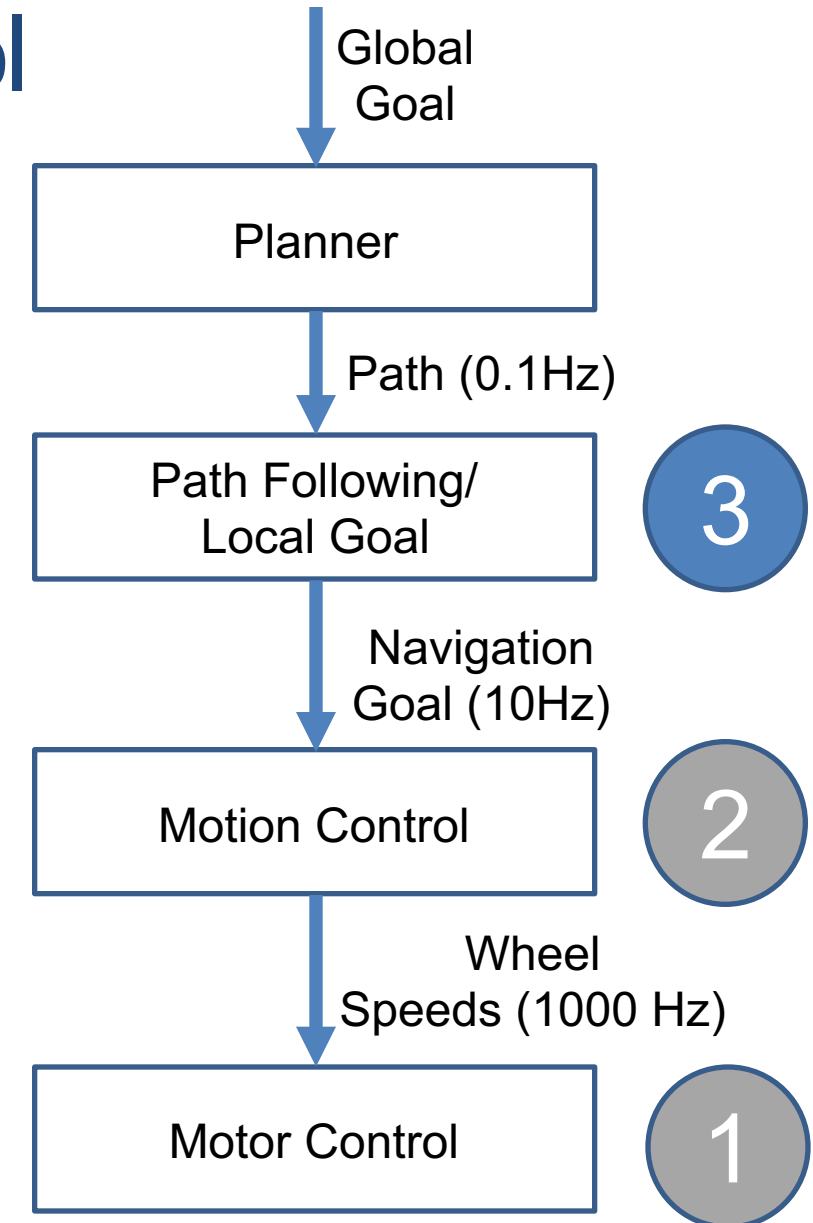 Global
Goal
Planner
Path (0.1Hz)
Path Following/
Local Goal
3
Navigation
Goal (10Hz)
Motion Control
2
Wheel
Speeds (1000 Hz)
Motor Control
1